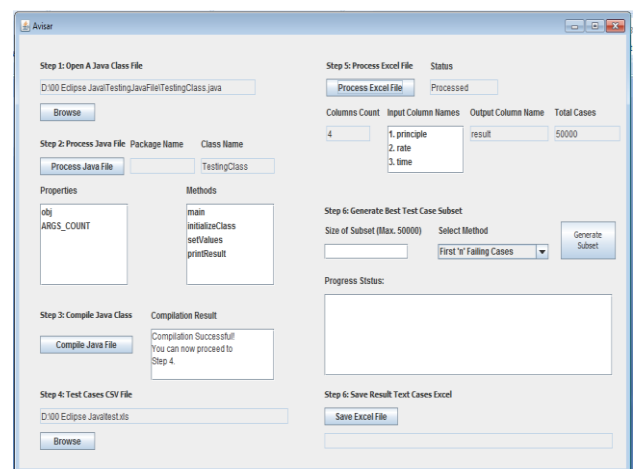 Avisar
Step 1: Open A Java Class File
D:\00 Eclipse Java\TestingJavaFile\TestingClass.java
Browse
Step 2: Process Java File Package Name Class Name
Process Java File TestingClass
Properties Methods
obj
ARGS_COUNT
main
initializeClass
setValues
printResult
Step 3: Compile Java Class Compilation Result
Compile Java File
Compilation Successful!
You can now proceed to
Step 4.
Step 4: Test Cases CSV File
D:\00 Eclipse Java\test.xls
Browse
Step 5: Process Excel File Status
Process Excel File Processed
Columns Count Input Column Names Output Column Name Total Cases
4
1. principle
2. rate
3. time
result
50000
Step 6: Generate Best Test Case Subset
Size of Subset (Max. 50000) Select Method
First 'n' Failing Cases
Generate
Subset
Progress Ststus:
Step 6: Save Result Text Cases Excel
Save Excel File